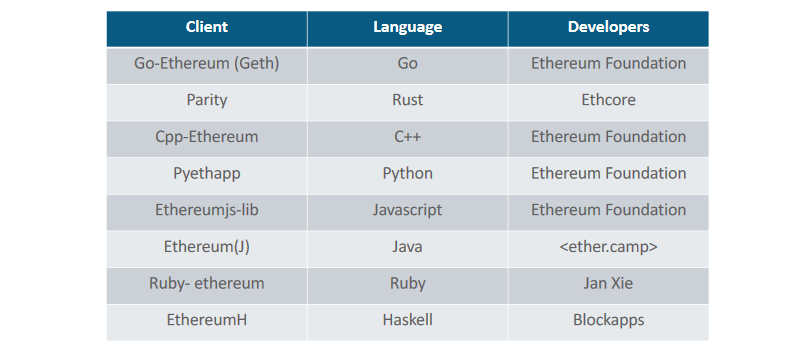 Client Language Developers
Go-Ethereum (Geth) Go Ethereum Foundation
Parity Rust Ethcore
Cpp-Ethereum C++ Ethereum Foundation
Pyethapp Python Ethereum Foundation
Ethereumjs-lib Javascript Ethereum Foundation
Ethereum(J) Java <ether.camp>
Ruby- ethereum Ruby Jan Xie
EthereumH Haskell Blockapps